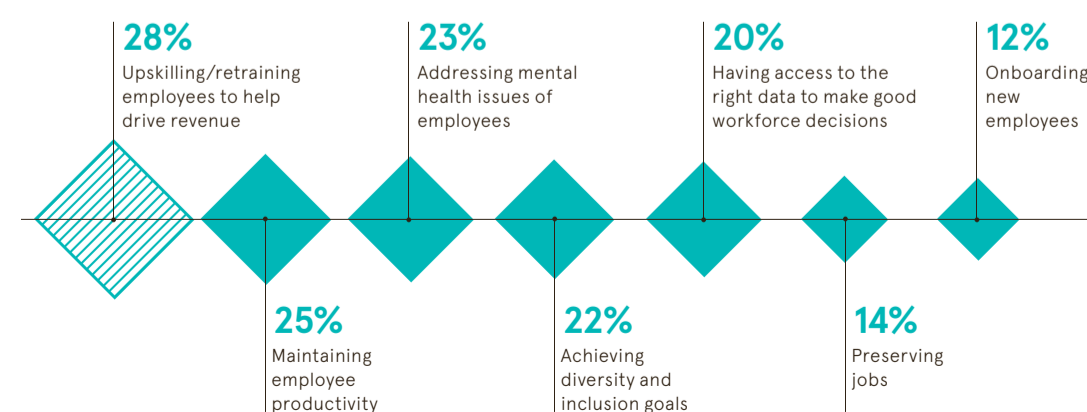 28%
Upskilling/retraining
employees to help
drive revenue
25%
Maintaining
employee
productivity
23%
Addressing mental
health issues of
employees
22%
Achieving
diversity and
inclusion goals
20%
Having access to the
right data to make good
workforce decisions
14%
Preserving
jobs
12%
Onboarding
new
employees